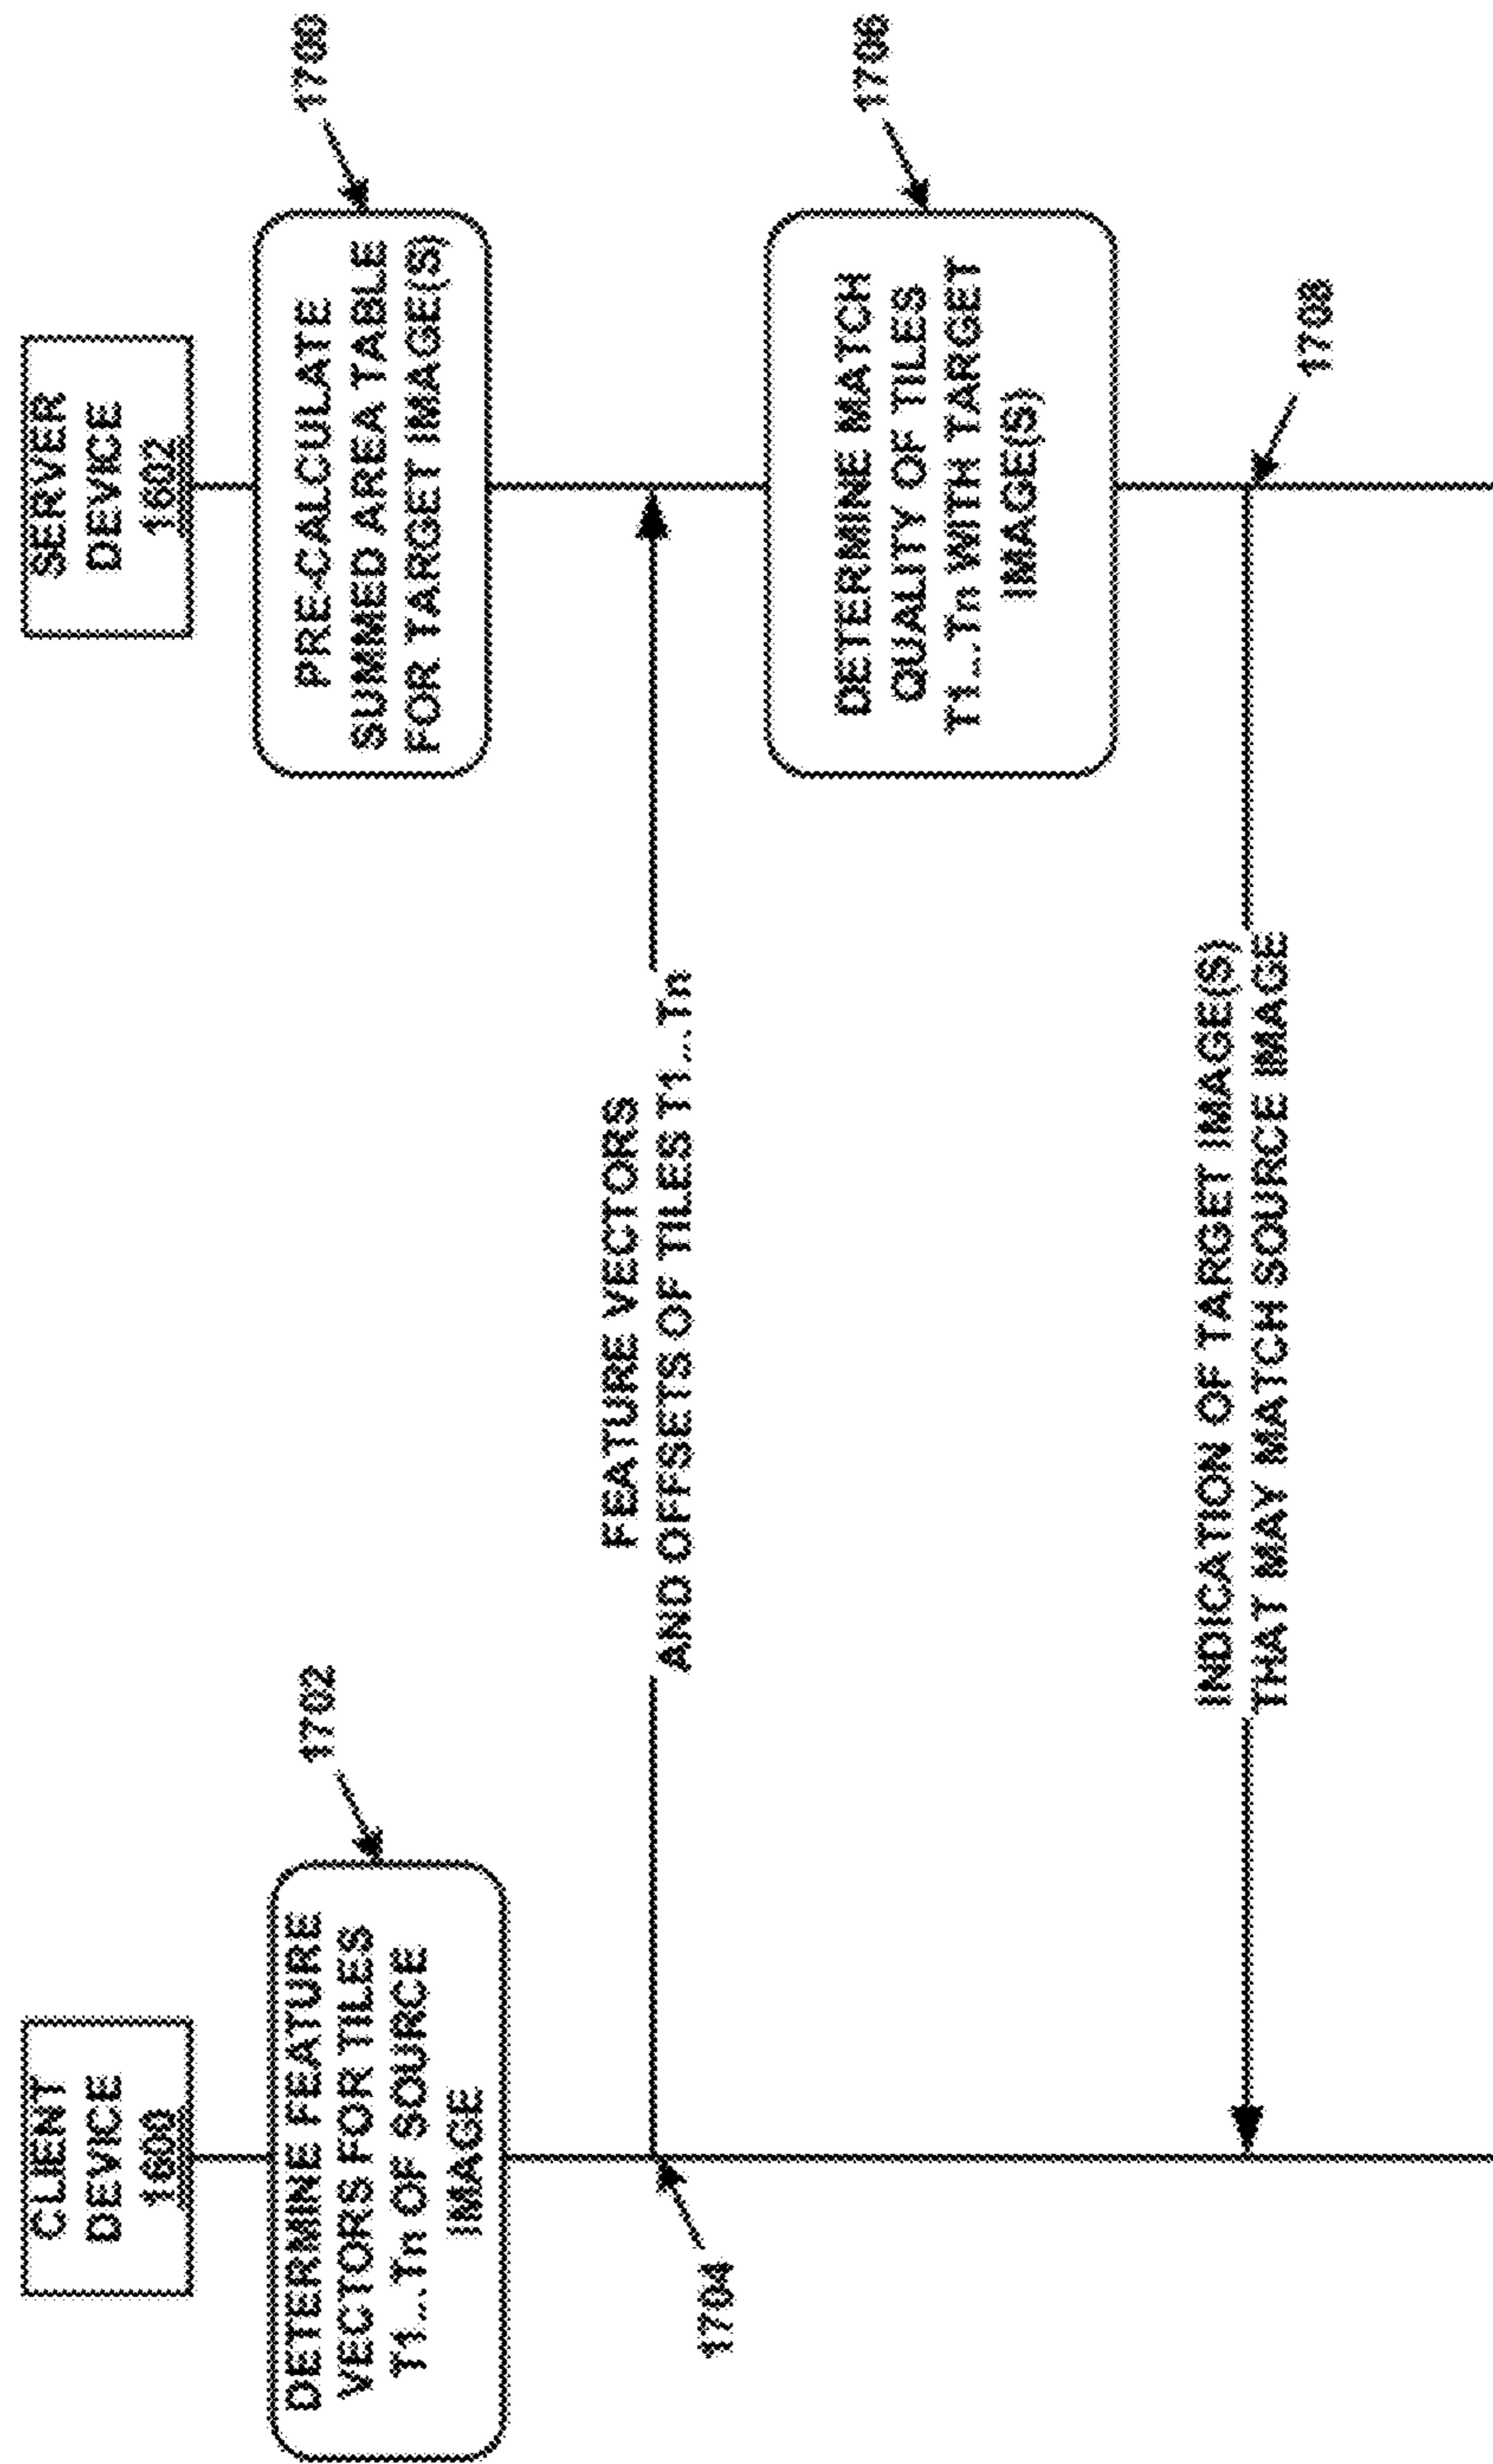 CLIENT
DEVICE
1600
SERVER
DEVICE
1602
DETERMINE FEATURE
VECTORS FOR TILES
T1...Tn OF SOURCE
IMAGE
1702
PRE-CALCULATE
SUMMED AREA TABLE
FOR TARGET IMAGE(S)
1700
FEATURE VECTORS
AND OFFSETS OF TILES T1...Tn
1704
DETERMINE MATCH
QUALITY OF TILES
T1...Tn WITH TARGET
IMAGE(S)
1706
INDICATION OF TARGET IMAGE(S)
THAT MAY MATCH SOURCE IMAGE
1708